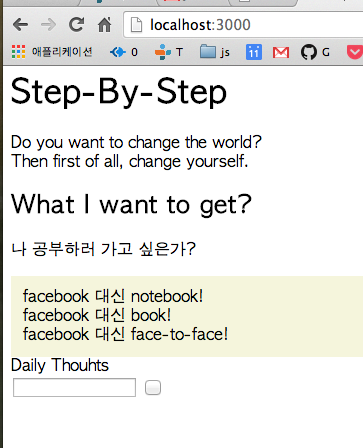 localhost:3000
애플리케이션 0 T js 11 G
Step-By-Step
Do you want to change the world?
Then first of all, change yourself.
What I want to get?
나 공부하러 가고 싶은가?
facebook 대신 notebook!
facebook 대신 book!
facebook 대신 face-to-face!
Daily Thouhts